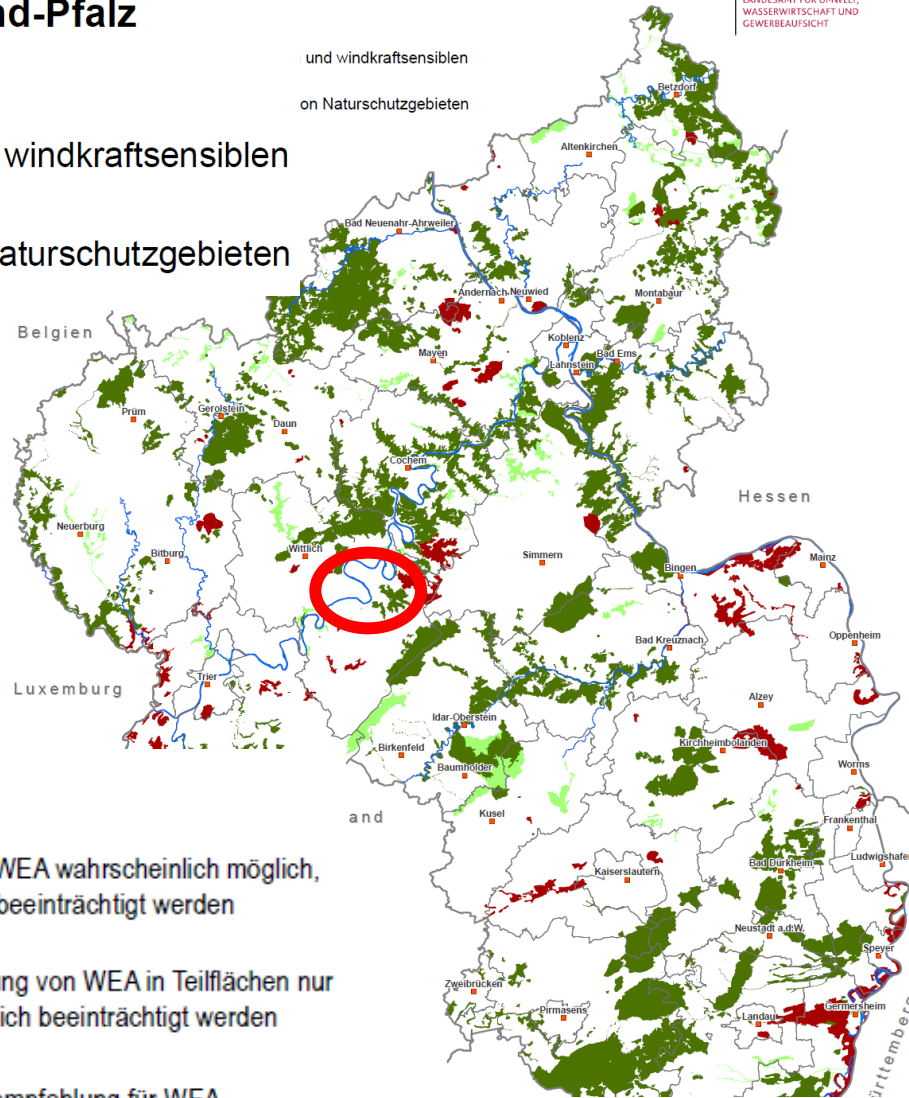 nd-Pfalz
LANDESAMT FÜR UMWELT,
WASSERWIRTSCHAFT UND
GEWERBEAUFSICHT
und windkraftsensiblen
on Naturschutzgebieten
windkraftsensiblen
aturschutzgebieten
Betzdorf
Altenkirchen
Bad Neuenahr-Ahrweiler
Andernach
Neuwied
Montabaur
Belgien
Koblenz
Mayen
Bad Ems
Lahnstein
Prüm
Gerolstein
Daun
Cochem
Hessen
Neuerburg
Bitburg
Wittlich
Simmern
Bingen
Mainz
Bad Kreuznach
Oppenheim
Luxemburg
Trier
Alzey
Idar-Oberstein
Birkenfeld
Kirchheimbolanden
Baumholder
Worms
and
Kusel
Frankenthal
WEA wahrscheinlich möglich,
beeinträchtigt werden
Kaiserslautern
Bad Dürkheim
Ludwigshafen
Neustadt a.d.W.
Speyer
ung von WEA in Teilflächen nur
lich beeinträchtigt werden
Zweibrücken
Pirmasens
Landau
Germersheim
ürttemberg
empfehlung für WEA